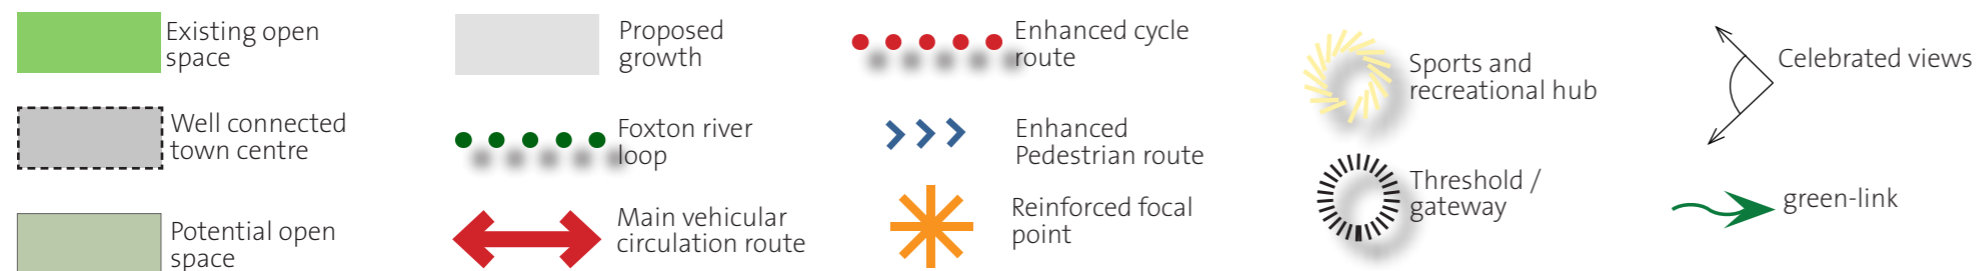 Existing open
space
Well connected
town centre
Potential open
space
Proposed
growth
Foxton river
loop
Main vehicular
circulation route
Enhanced cycle
route
Enhanced
Pedestrian route
Reinforced focal
point
Sports and
recreational hub
Threshold /
gateway
Celebrated views
green-link